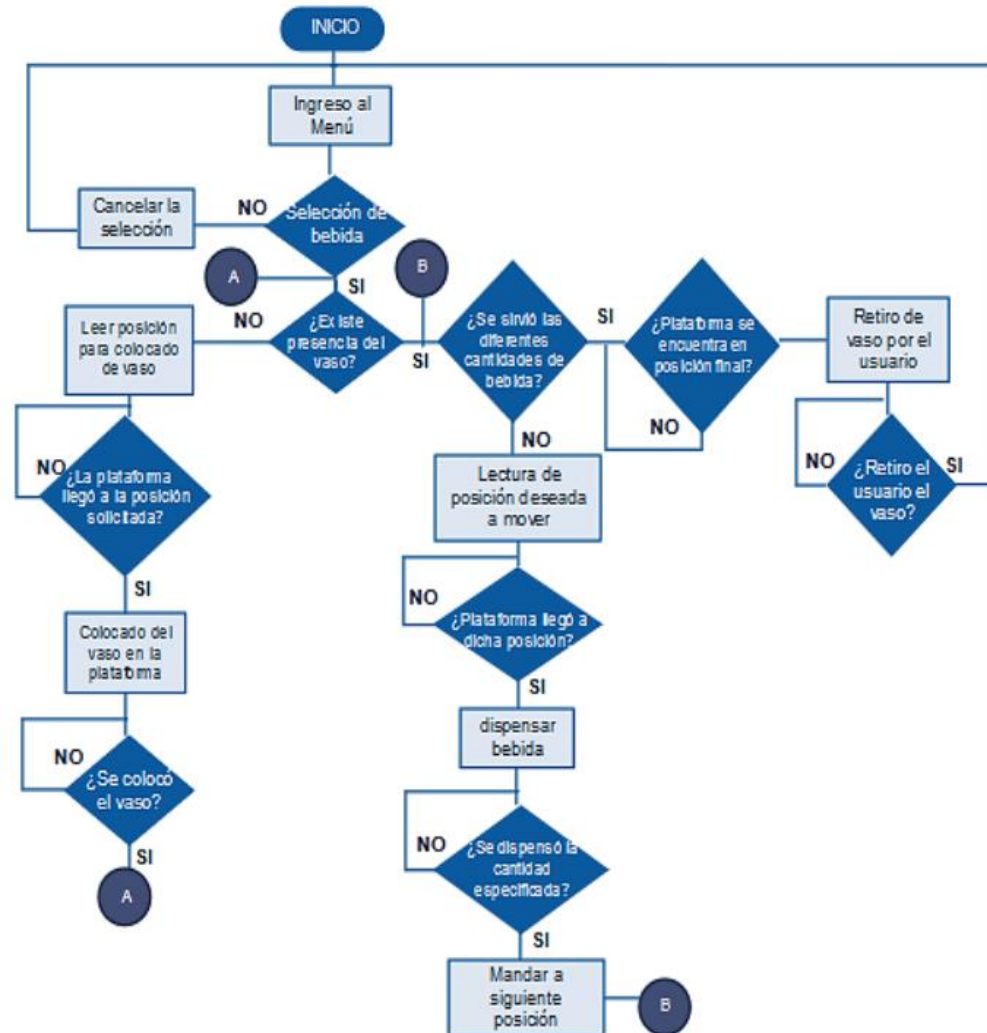 INICIO
Ingreso al
Menú
Cancelar la
selección
NO
Selección de
bebida
A
SI
B
Leer posición
para colocado
de vaso
NO
¿Existe
presencia del
vaso?
SI
¿Se sirvió las
diferentes
cantidades de
bebida?
SI
¿Plataforma se
encuentra en
posición final?
NO
Retiro de
vaso por el
usuario
NO
¿Retiro el
usuario el
vaso?
SI
NO
¿La plataforma
llegó a la posición
solicitada?
SI
Colocado del
vaso en la
plataforma
NO
¿Se colocó
el vaso?
SI
A
NO
Lectura de
posición deseada
a mover
NO
¿Plataforma llegó a
dicha posición?
SI
dispensar
bebida
NO
¿Se dispensó la
cantidad
especificada?
SI
Mandar a
siguiente
posición
B